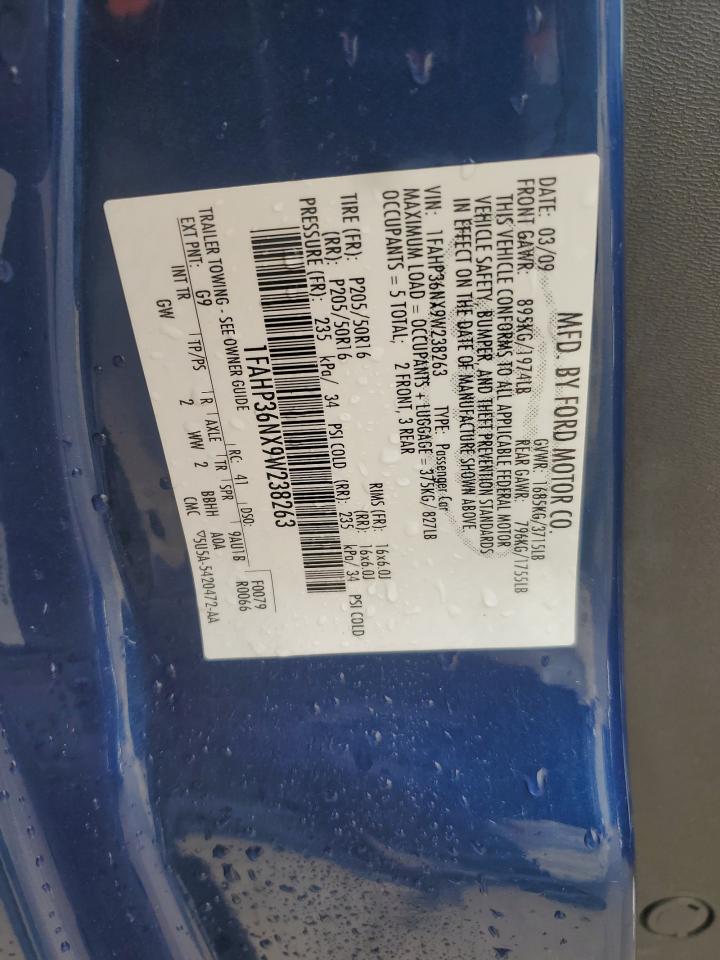 MFD. BY FORD MOTOR CO.
DATE: 03/09 GVWR: 1685KG/3715LB
FRONT GAWR: 895KG/1974LB REAR GAWR: 796KG/1755LB
THIS VEHICLE CONFORMS TO ALL APPLICABLE FEDERAL MOTOR
VEHICLE SAFETY, BUMPER, AND THEFT PREVENTION STANDARDS
IN EFFECT ON THE DATE OF MANUFACTURE SHOWN ABOVE.
VIN: 1FAHP36NX9W238263 TYPE: Passenger Car
MAXIMUM LOAD = OCCUPANTS + LUGGAGE = 375KG/827LB
OCCUPANTS = 5 TOTAL; 2 FRONT, 3 REAR
TIRE (FR): P205/50R16 RIMS (FR): 16x6.0J
(RR): P205/50R16 (RR): 16x6.0J
PRESSURE (FR): 235 kPa/ 34 PSI COLD (RR): 235 kPa/ 34 PSI COLD
1FAHP36NX9W238263
TRAILER TOWING - SEE OWNER GUIDE F0079
EXT PNT: G9 RC: 41 DSO: R0066
INT TR TP/PS R AXLE TR SPR 9AU1B
GW 2 WW 2 BBHH A0A
CMC 5U5A-5420472-AA